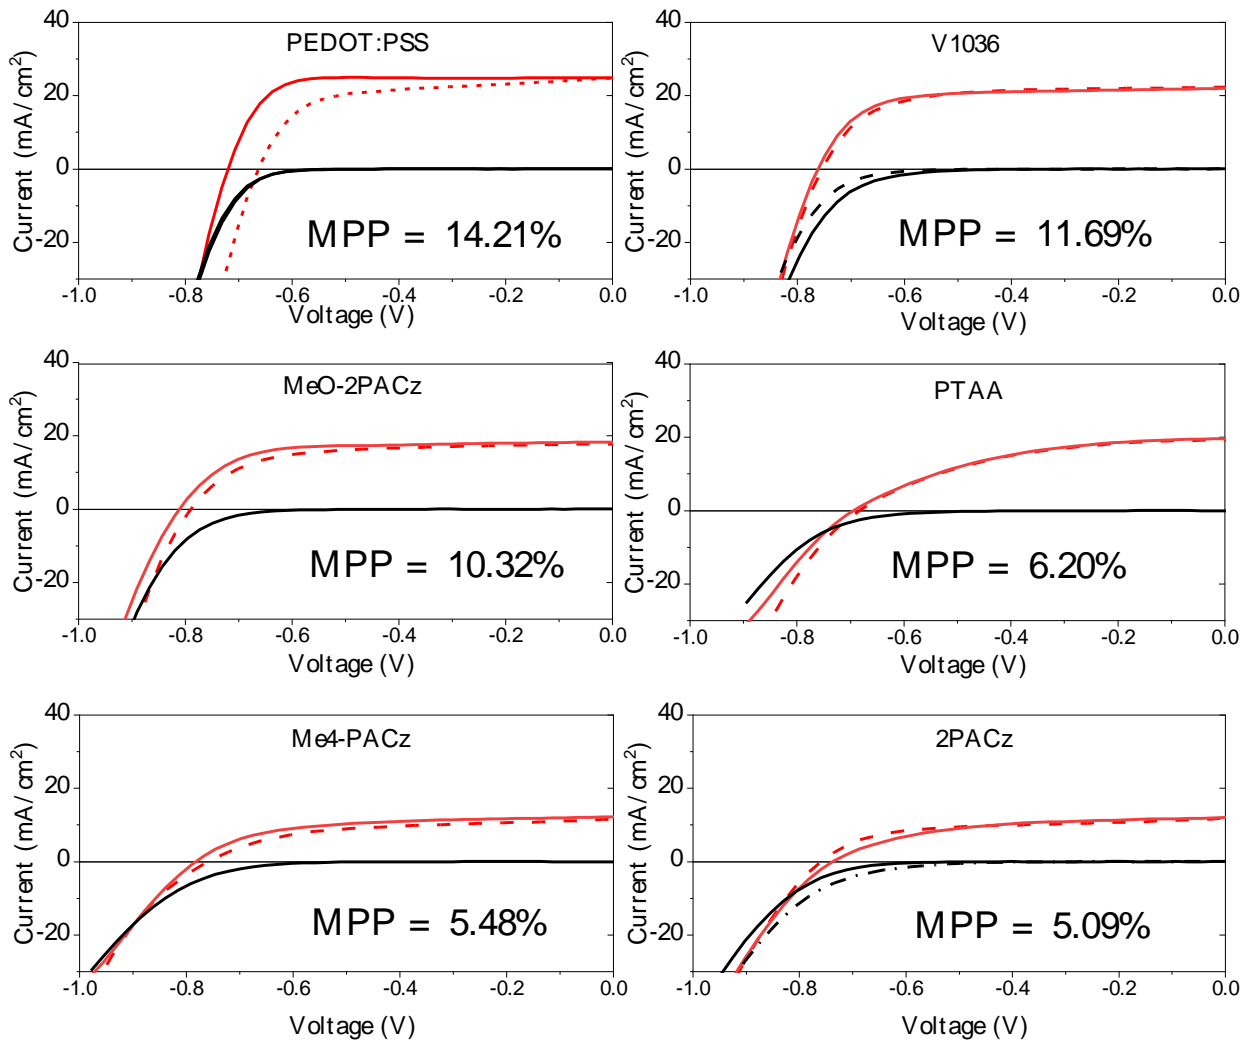 PEDOT:PSS
40
20
0
-20
Current (mA/cm²)
MPP = 14.21%
-1.0 -0.8 -0.6 -0.4 -0.2 0.0
Voltage (V)
V1036
40
20
0
-20
Current (mA/cm²)
MPP = 11.69%
-1.0 -0.8 -0.6 -0.4 -0.2 0.0
Voltage (V)
MeO-2PACz
40
20
0
-20
Current (mA/cm²)
MPP = 10.32%
-1.0 -0.8 -0.6 -0.4 -0.2 0.0
Voltage (V)
PTAA
40
20
0
-20
Current (mA/cm²)
MPP = 6.20%
-1.0 -0.8 -0.6 -0.4 -0.2 0.0
Voltage (V)
Me4-PACz
40
20
0
-20
Current (mA/cm²)
MPP = 5.48%
-1.0 -0.8 -0.6 -0.4 -0.2 0.0
Voltage (V)
2PACz
40
20
0
-20
Current (mA/cm²)
MPP = 5.09%
-1.0 -0.8 -0.6 -0.4 -0.2 0.0
Voltage (V)